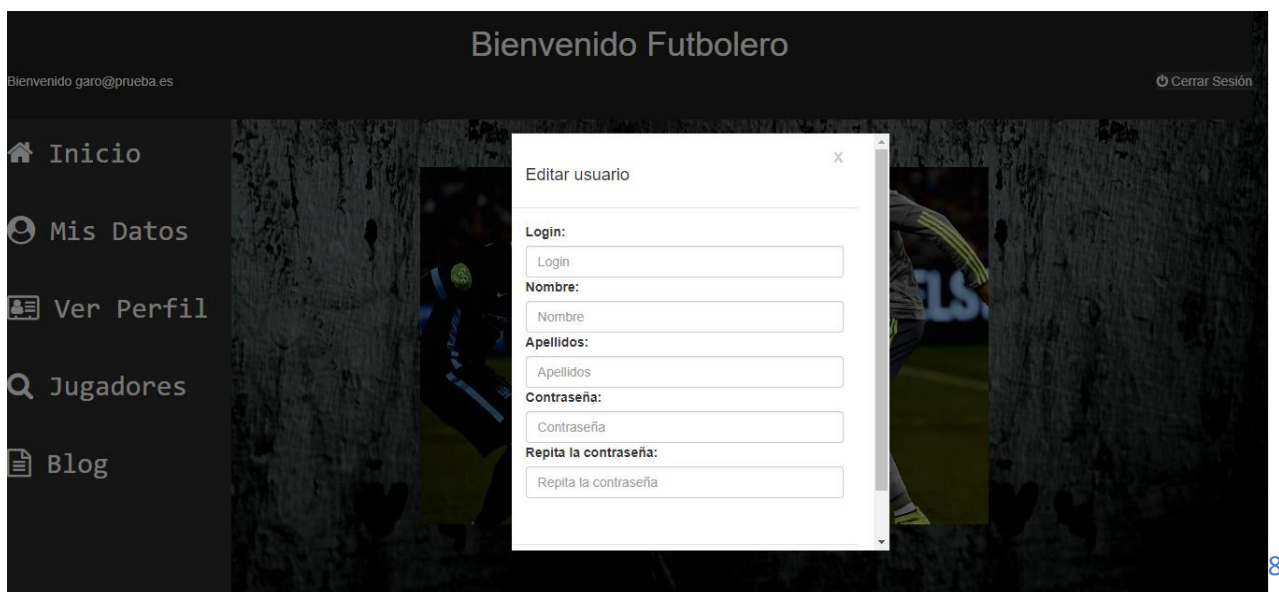 Bienvenido Futbolero
Bienvenido garo@prueba.es
Cerrar Sesión
Inicio
Mis Datos
Ver Perfil
Jugadores
Blog
X
Editar usuario
Login:
Login
Nombre:
Nombre
Apellidos:
Apellidos
Contraseña:
Contraseña
Repita la contraseña:
Repita la contraseña
ELS.
8